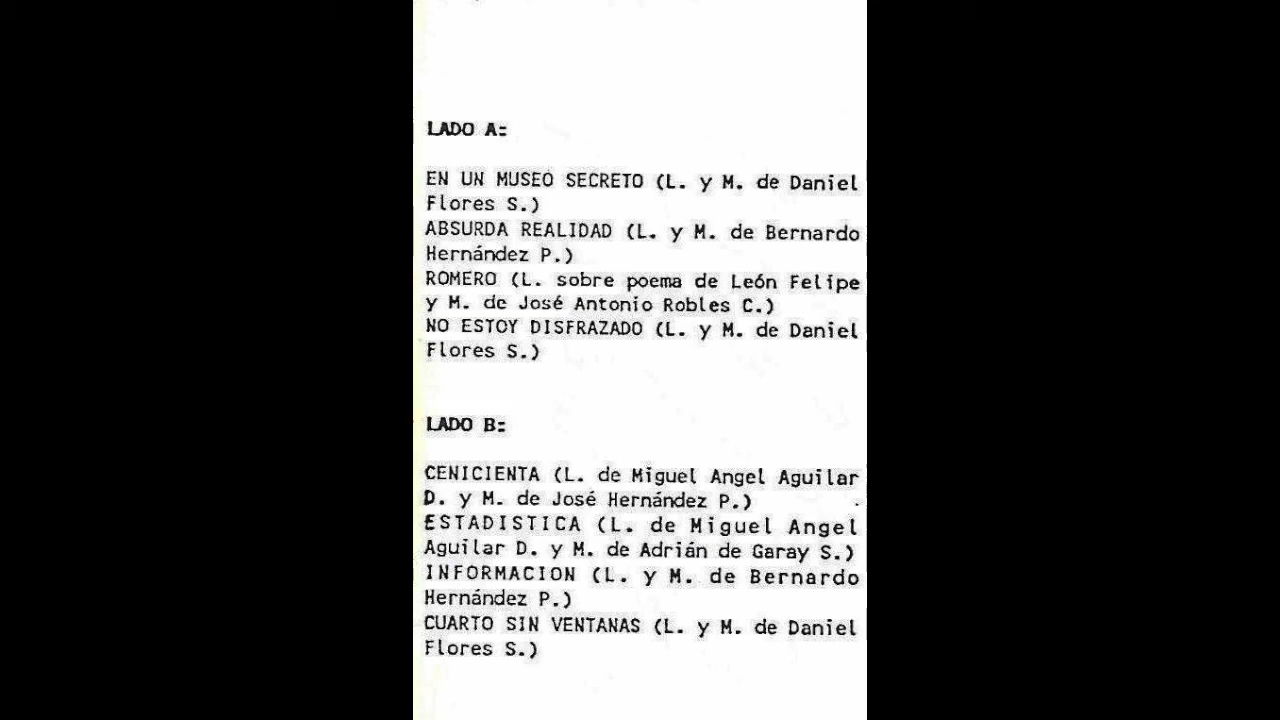 LADO A:
EN UN MUSEO SECRETO (L. y M. de Daniel
Flores S.)
ABSURDA REALIDAD (L. y M. de Bernardo
Hernández P.)
ROMERO (L. sobre poema de León Felipe
y M. de José Antonio Robles C.)
NO ESTOY DISFRAZADO (L. y M. de Daniel
Flores S.)
LADO B:
CENICIENTA (L. de Miguel Angel Aguilar
D. y M. de José Hernández P.)
ESTADISTICA (L. de Miguel Angel
Aguilar D. y M. de Adrián de Garay S.)
INFORMACION (L. y M. de Bernardo
Hernández P.)
CUARTO SIN VENTANAS (L. y M. de Daniel
Flores S.)